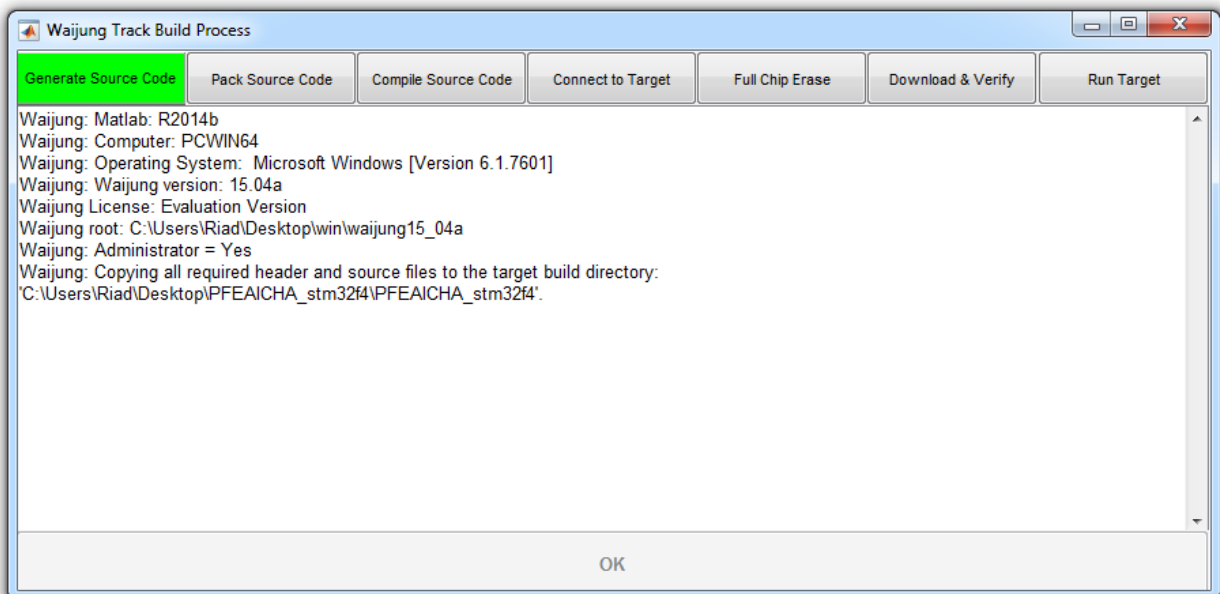 Waijung Track Build Process
Generate Source Code
Pack Source Code
Compile Source Code
Connect to Target
Full Chip Erase
Download & Verify
Run Target
Waijung: Matlab: R2014b
Waijung: Computer: PCWIN64
Waijung: Operating System:  Microsoft Windows [Version 6.1.7601]
Waijung: Waijung version: 15.04a
Waijung License: Evaluation Version
Waijung root: C:\Users\Riad\Desktop\win\waijung15_04a
Waijung: Administrator = Yes
Waijung: Copying all required header and source files to the target build directory:
'C:\Users\Riad\Desktop\PFEAICHA_stm32f4\PFEAICHA_stm32f4'.
OK